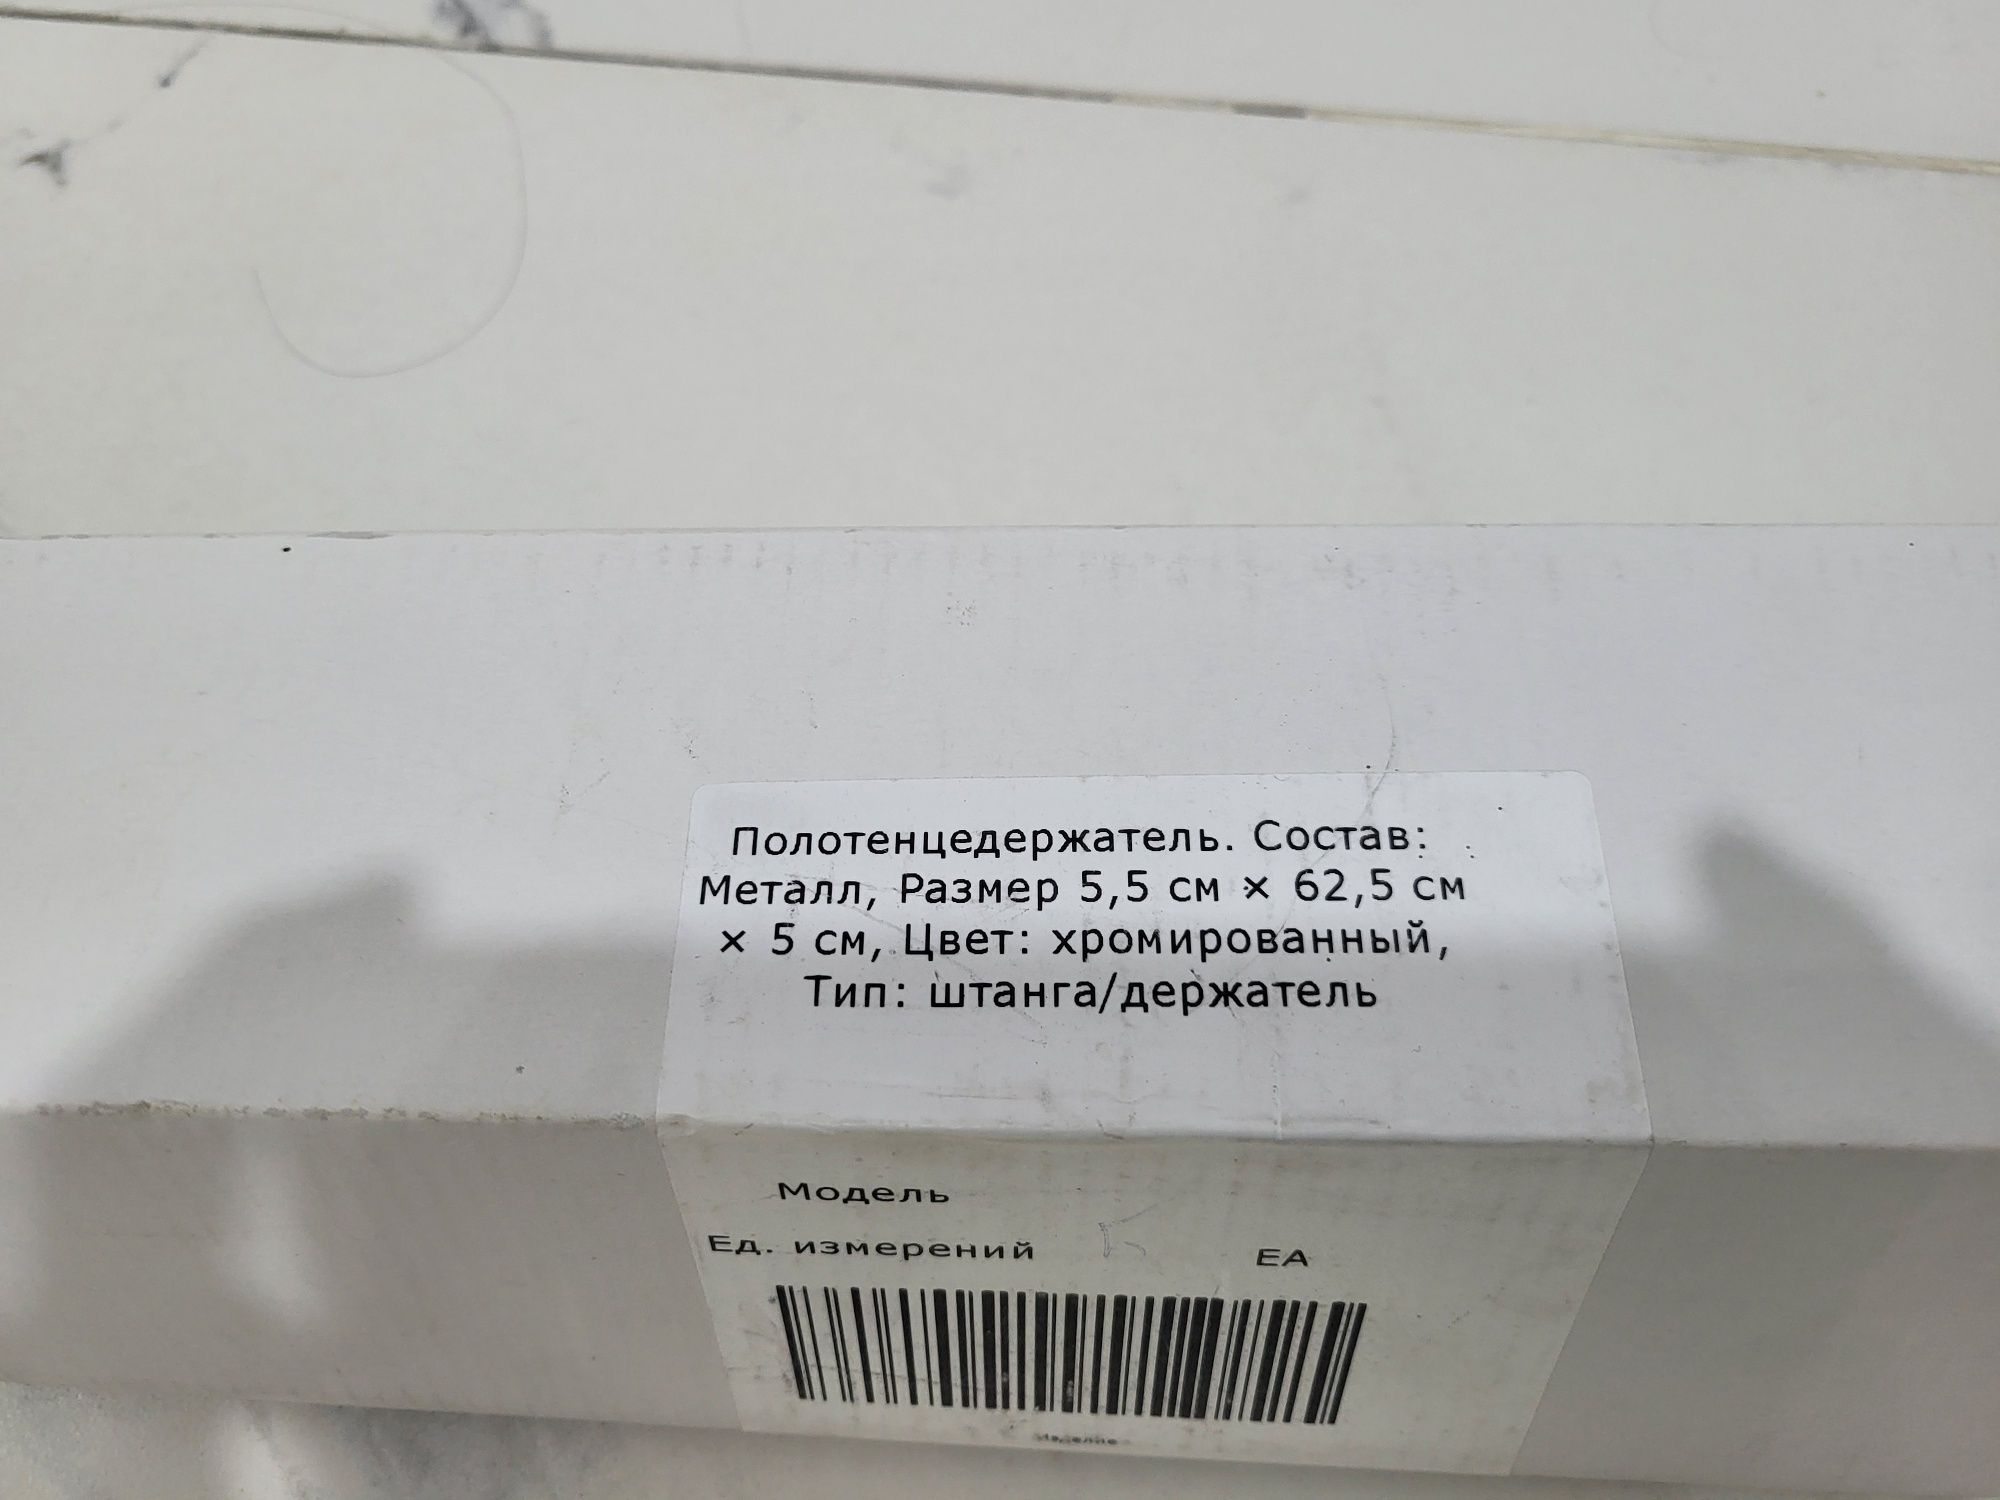 Полотенцедержатель. Состав:
Металл, Размер 5,5 см × 62,5 см
× 5 см, Цвет: хромированный,
Тип: штанга/держатель
Модель
Ед. измерений EA
Изделие